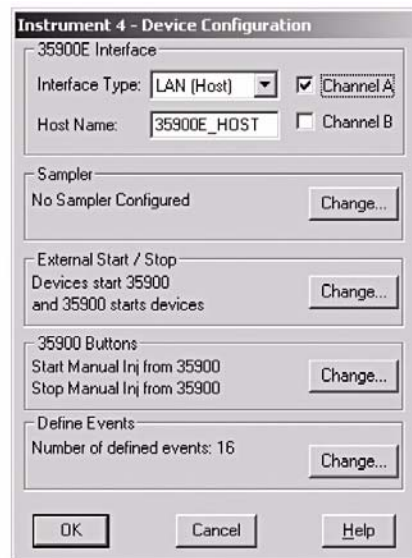 Instrument 4 - Device Configuration
35900E Interface
Interface Type: LAN (Host) Channel A
Host Name: 35900E_HOST Channel B
Sampler
No Sampler Configured
Change...
External Start / Stop
Devices start 35900
and 35900 starts devices
Change...
35900 Buttons
Start Manual Inj from 35900
Stop Manual Inj from 35900
Change...
Define Events
Number of defined events: 16
Change...
OK Cancel Help